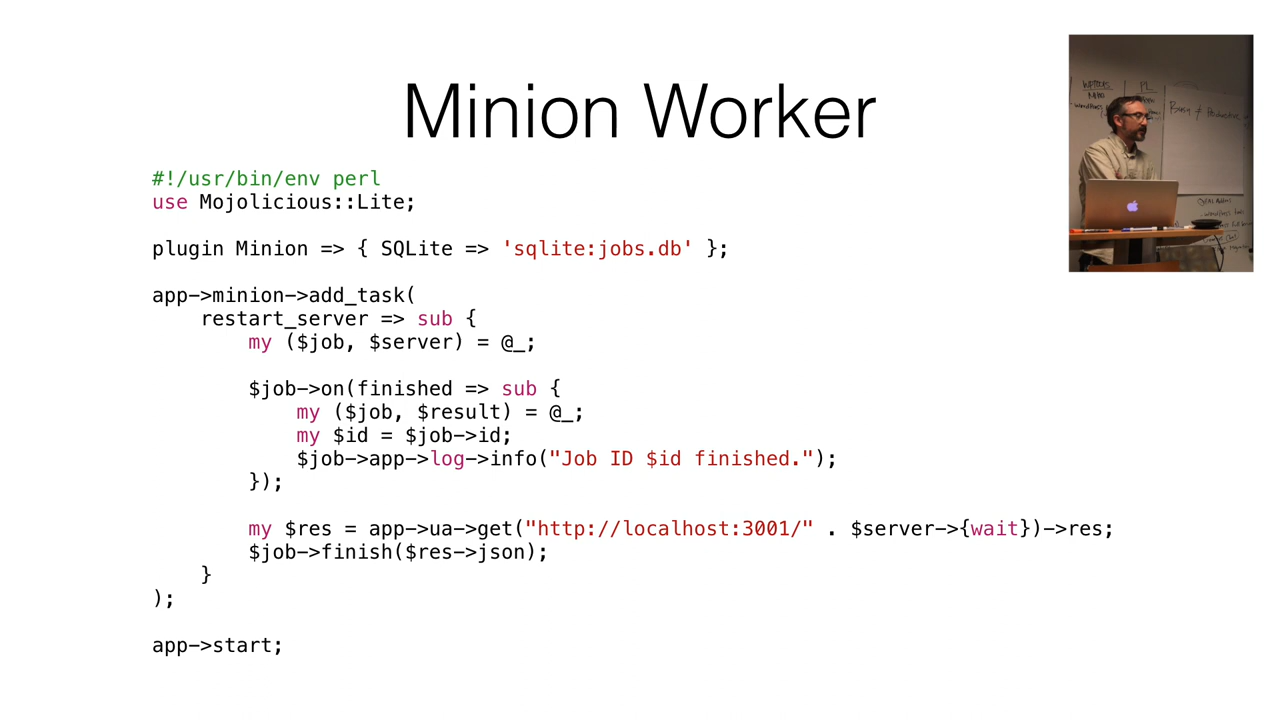 Minion Worker
#!/usr/bin/env perl
use Mojolicious::Lite;
plugin Minion => { SQLite => 'sqlite:jobs.db' };
app->minion->add_task(
restart_server => sub {
my ($job, $server) = @_;
$job->on(finished => sub {
my ($job, $result) = @_;
my $id = $job->id;
$job->app->log->info("Job ID $id finished.");
});
my $res = app->ua->get("http://localhost:3001/" . $server->{wait})->res;
$job->finish($res->json);
}
);
app->start;
PL